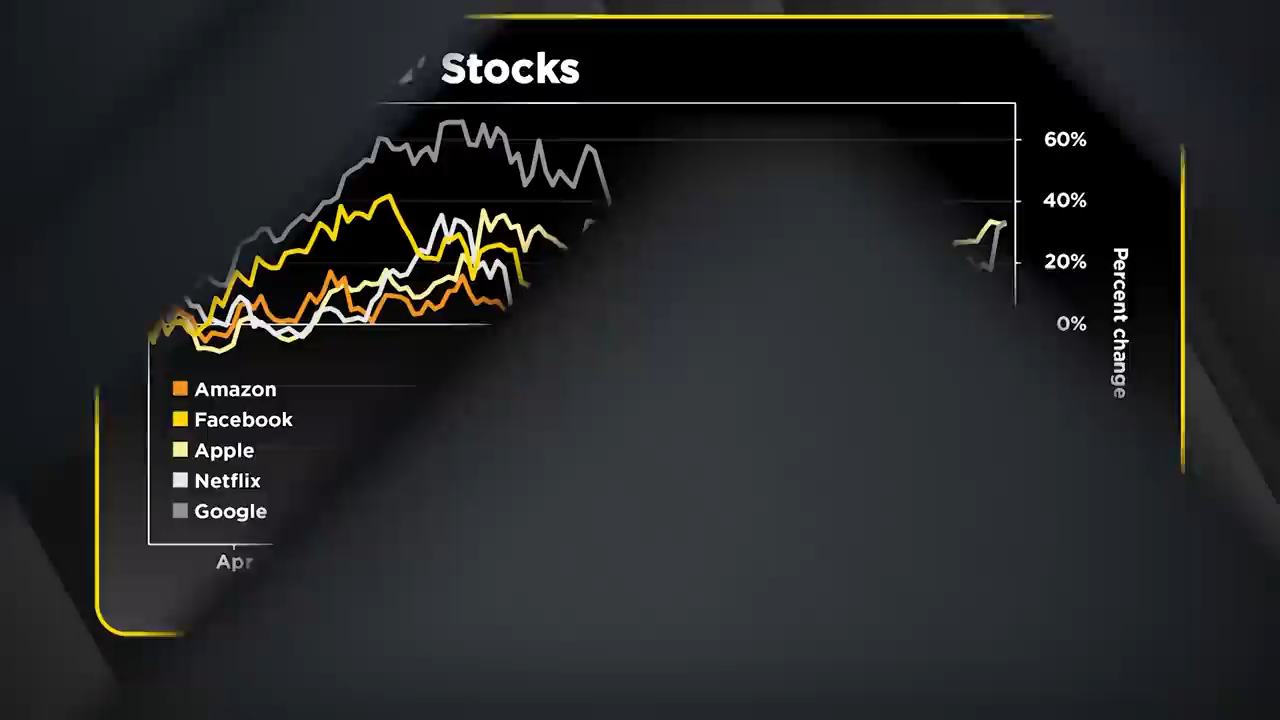 Stocks
60%
40%
20%
0%
Percent change
Amazon
Facebook
Apple
Netflix
Google
Apr